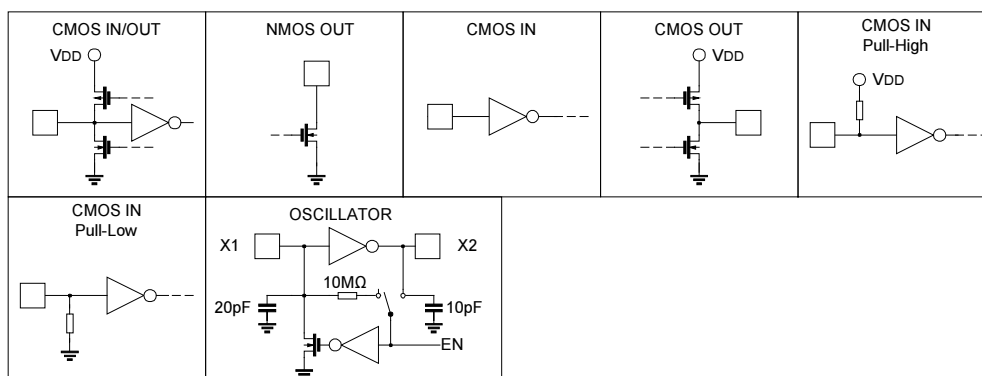 CMOS IN/OUT
VDD
NMOS OUT
CMOS IN
CMOS OUT
VDD
CMOS IN
Pull-High
VDD
CMOS IN
Pull-Low
OSCILLATOR
X1
X2
10MΩ
20pF
10pF
EN